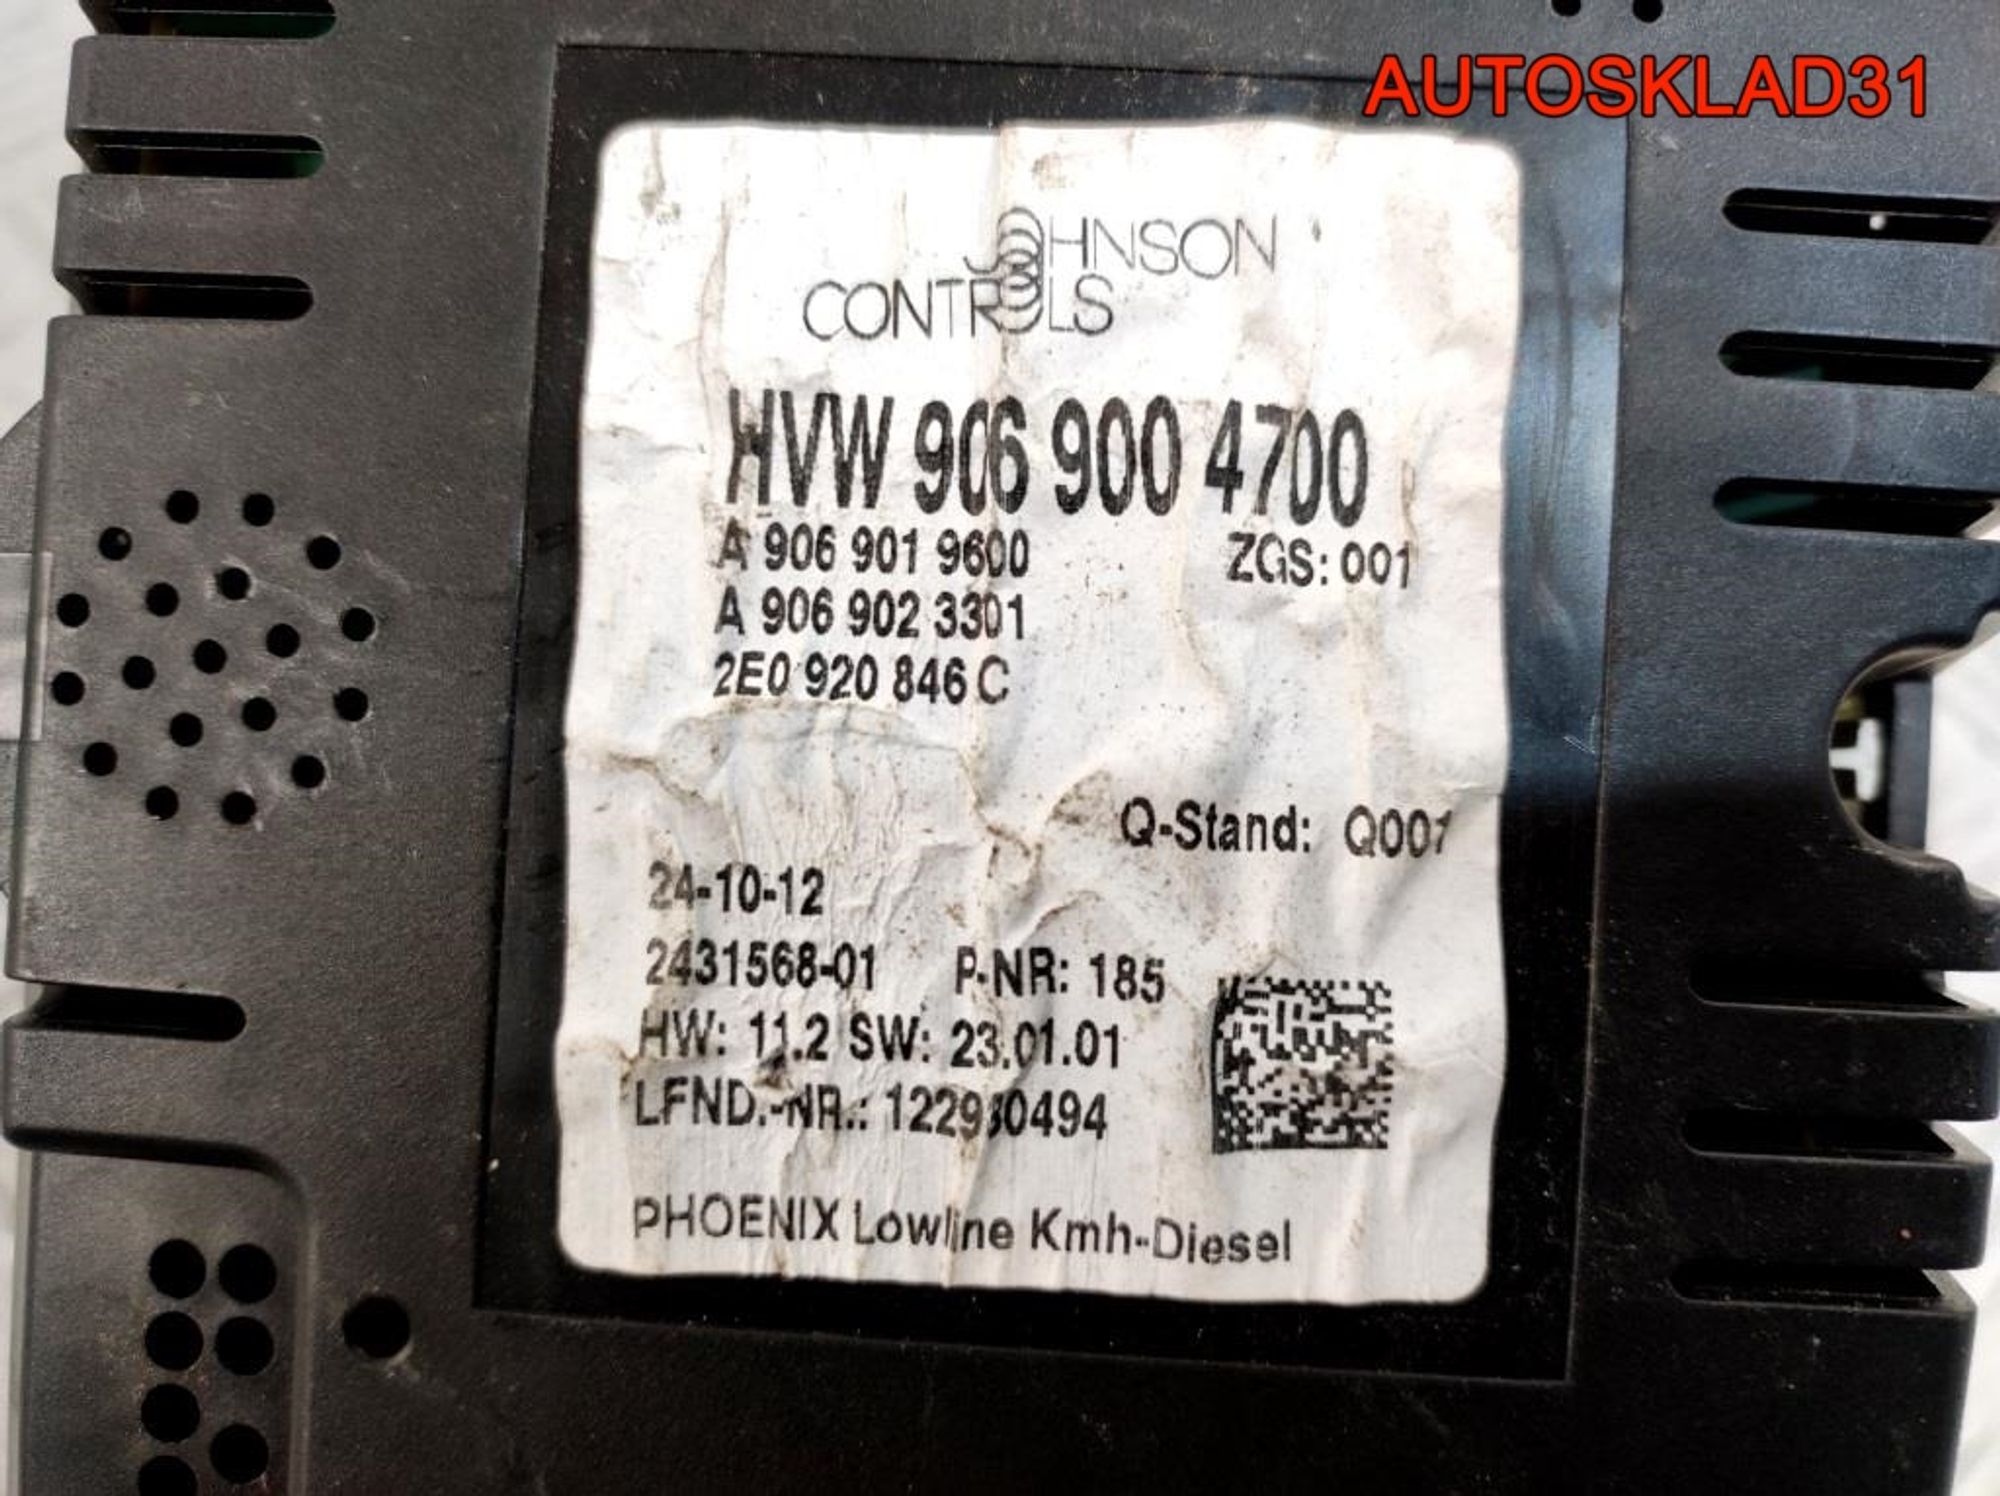 AUTOSKLAD31
JOHNSON
CONTROLS
HVW 906 900 4700
A 906 901 9600 ZGS: 001
A 906 902 3301
2E0 920 846 C
Q-Stand: Q001
24-10-12
2431568-01 P-NR: 185
HW: 11.2 SW: 23.01.01
LFND.-NR.:
PHOENIX Lowline Kmh-Diesel